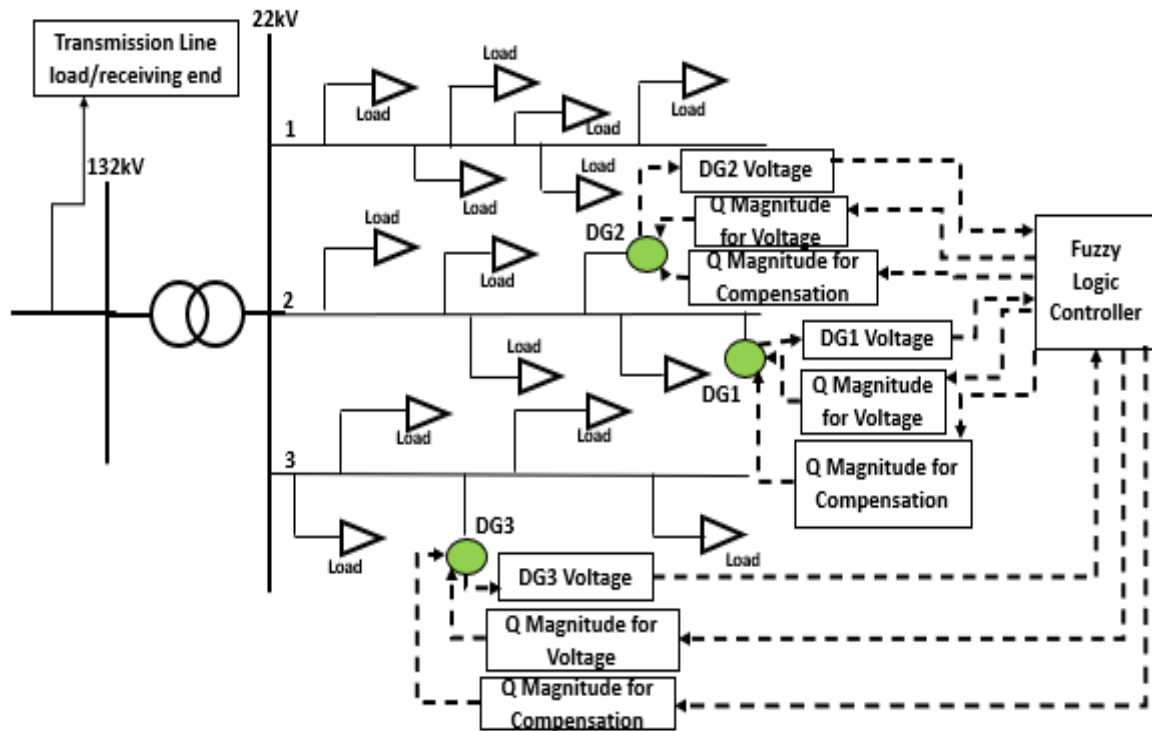 22kV
Transmission Line
load/receiving end
132kV
1
Load
Load
Load
Load
Load
Load
DG2 Voltage
Q Magnitude
for Voltage
Q Magnitude for
Compensation
DG2
Fuzzy
Logic
Controller
2
Load
Load
Load
Load
DG1
DG1 Voltage
Q Magnitude
for Voltage
Q Magnitude for
Compensation
3
Load
Load
Load
Load
DG3
DG3 Voltage
Q Magnitude for
Voltage
Q Magnitude for
Compensation